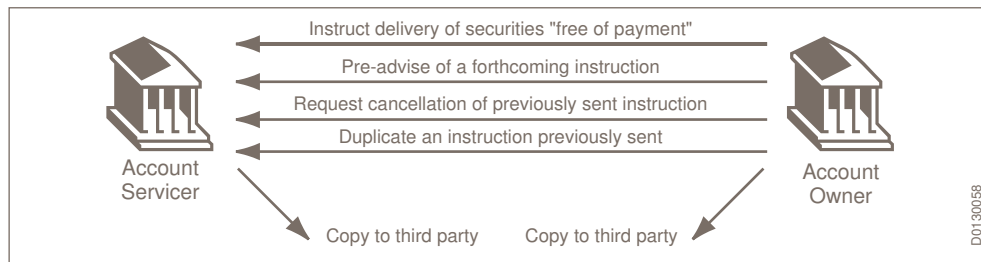 Instruct delivery of securities "free of payment"
Pre-advise of a forthcoming instruction
Request cancellation of previously sent instruction
Duplicate an instruction previously sent
Account
Servicer
Account
Owner
Copy to third party
Copy to third party
D0130058